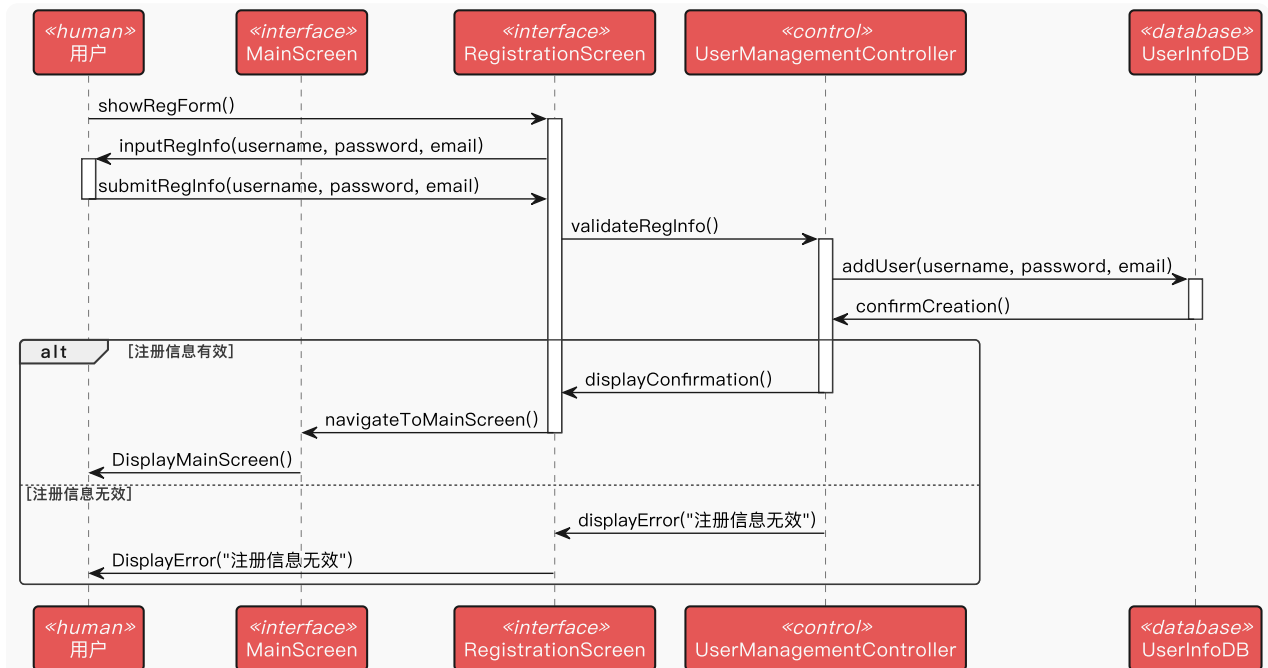 «human»
用户
«interface»
MainScreen
«interface»
RegistrationScreen
«control»
UserManagementController
«database»
UserInfoDB
showRegForm()
inputRegInfo(username, password, email)
submitRegInfo(username, password, email)
validateRegInfo()
addUser(username, password, email)
confirmCreation()
alt [注册信息有效]
displayConfirmation()
navigateToMainScreen()
DisplayMainScreen()
[注册信息无效]
displayError("注册信息无效")
DisplayError("注册信息无效")
«human»
用户
«interface»
MainScreen
«interface»
RegistrationScreen
«control»
UserManagementController
«database»
UserInfoDB